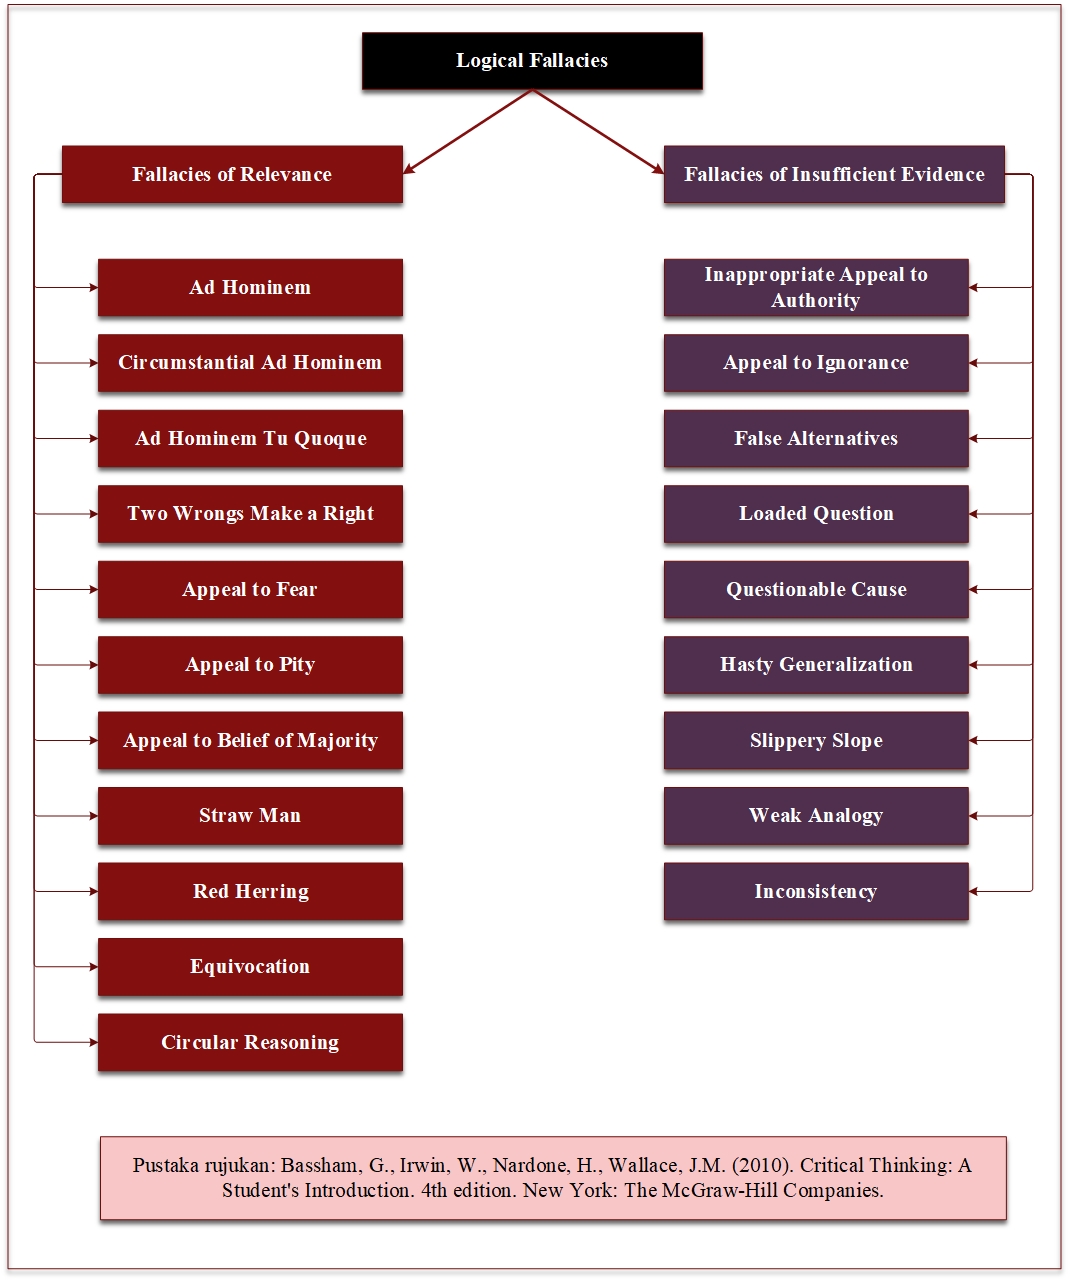 Logical Fallacies
Fallacies of Relevance
Ad Hominem
Circumstantial Ad Hominem
Ad Hominem Tu Quoque
Two Wrongs Make a Right
Appeal to Fear
Appeal to Pity
Appeal to Belief of Majority
Straw Man
Red Herring
Equivocation
Circular Reasoning
Fallacies of Insufficient Evidence
Inappropriate Appeal to
Authority
Appeal to Ignorance
False Alternatives
Loaded Question
Questionable Cause
Hasty Generalization
Slippery Slope
Weak Analogy
Inconsistency
Pustaka rujukan: Bassham, G., Irwin, W., Nardone, H., Wallace, J.M. (2010). Critical Thinking: A
Student's Introduction. 4th edition. New York: The McGraw-Hill Companies.